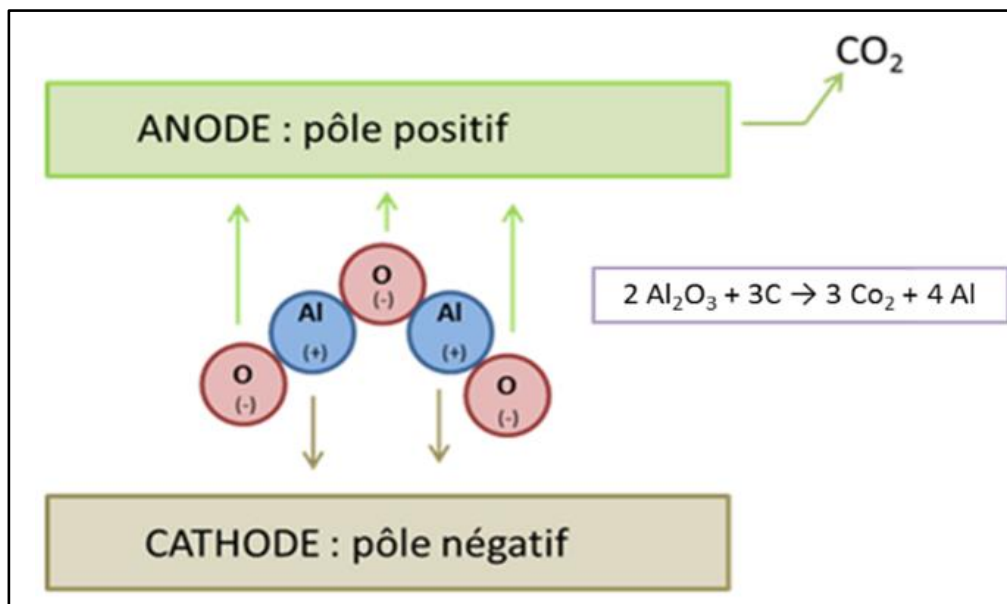 CO₂
ANODE : pôle positif
O
(-)
Al
(+)
Al
(+)
O
(-)
O
(-)
2 Al₂O₃ + 3C → 3 Co₂ + 4 Al
CATHODE : pôle négatif